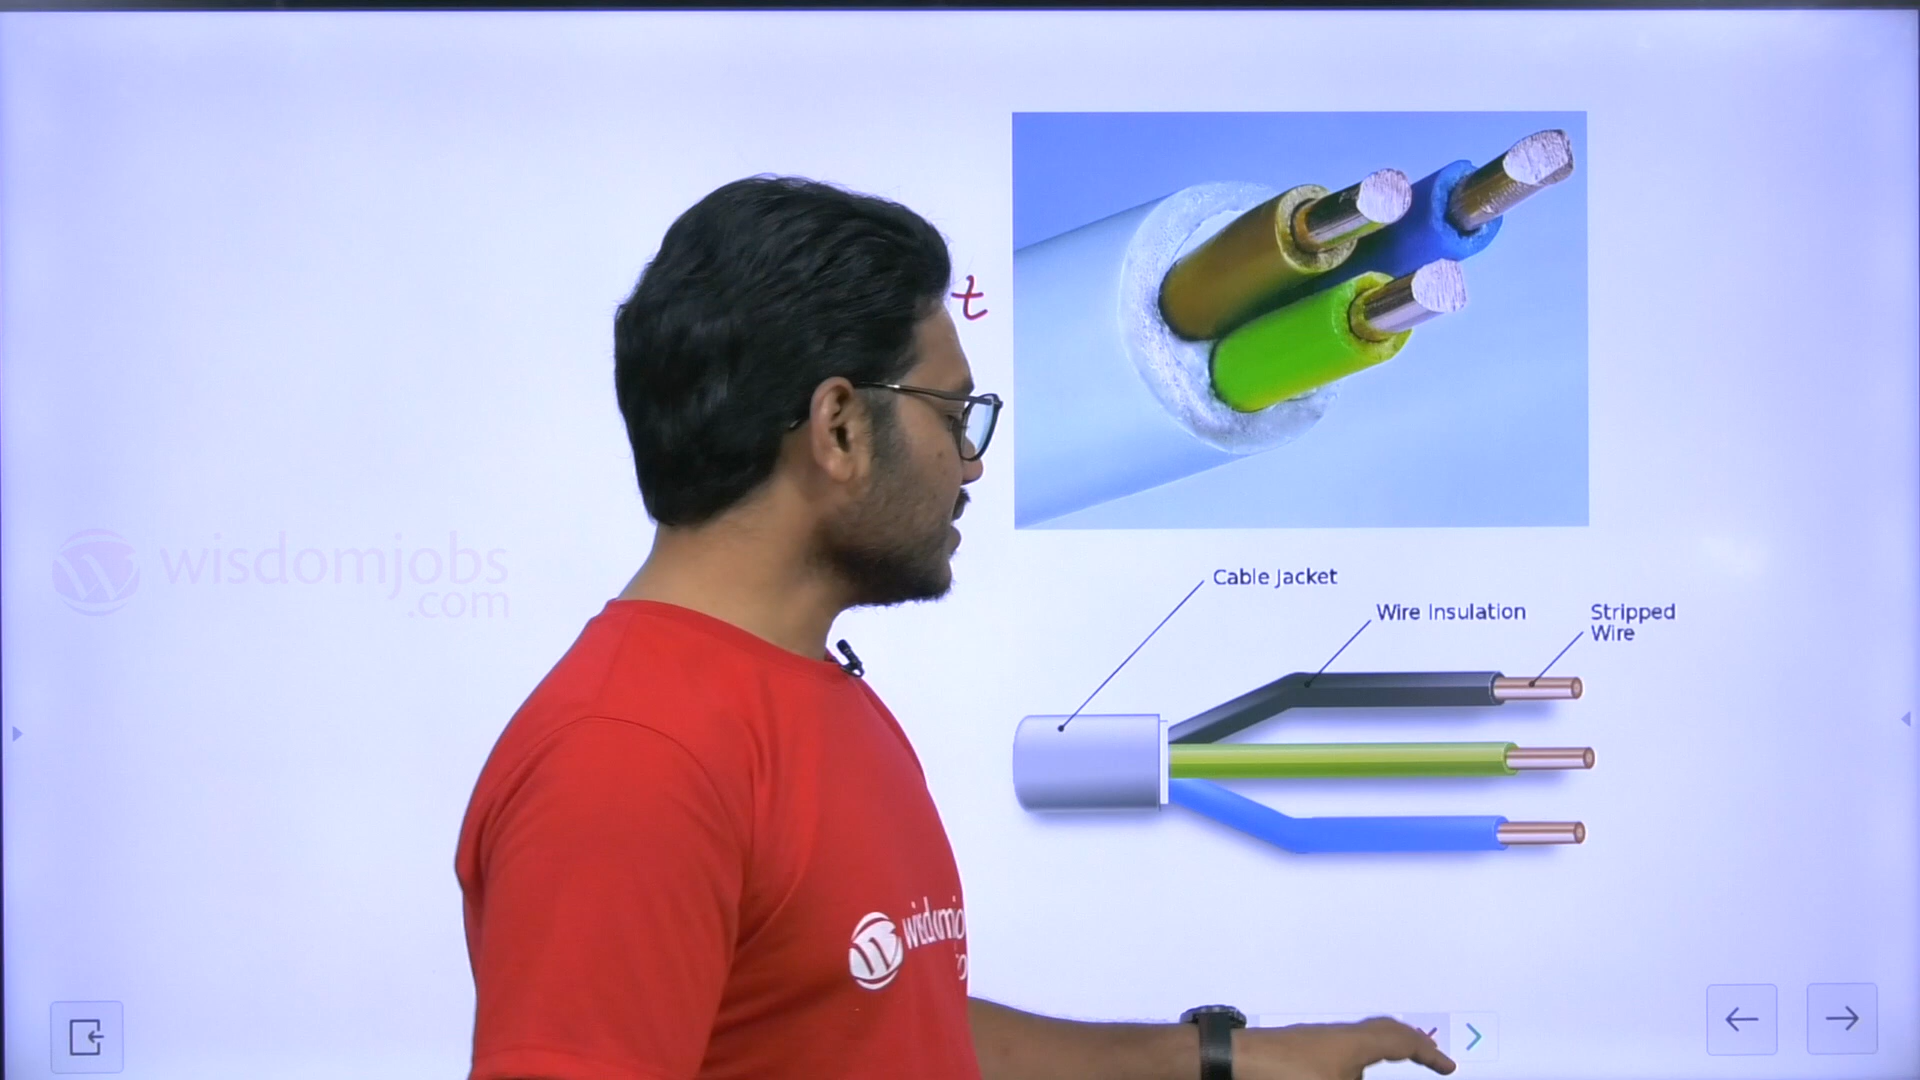 t
Cable Jacket
Wire Insulation
Stripped
Wire
wisdomjobs
.com